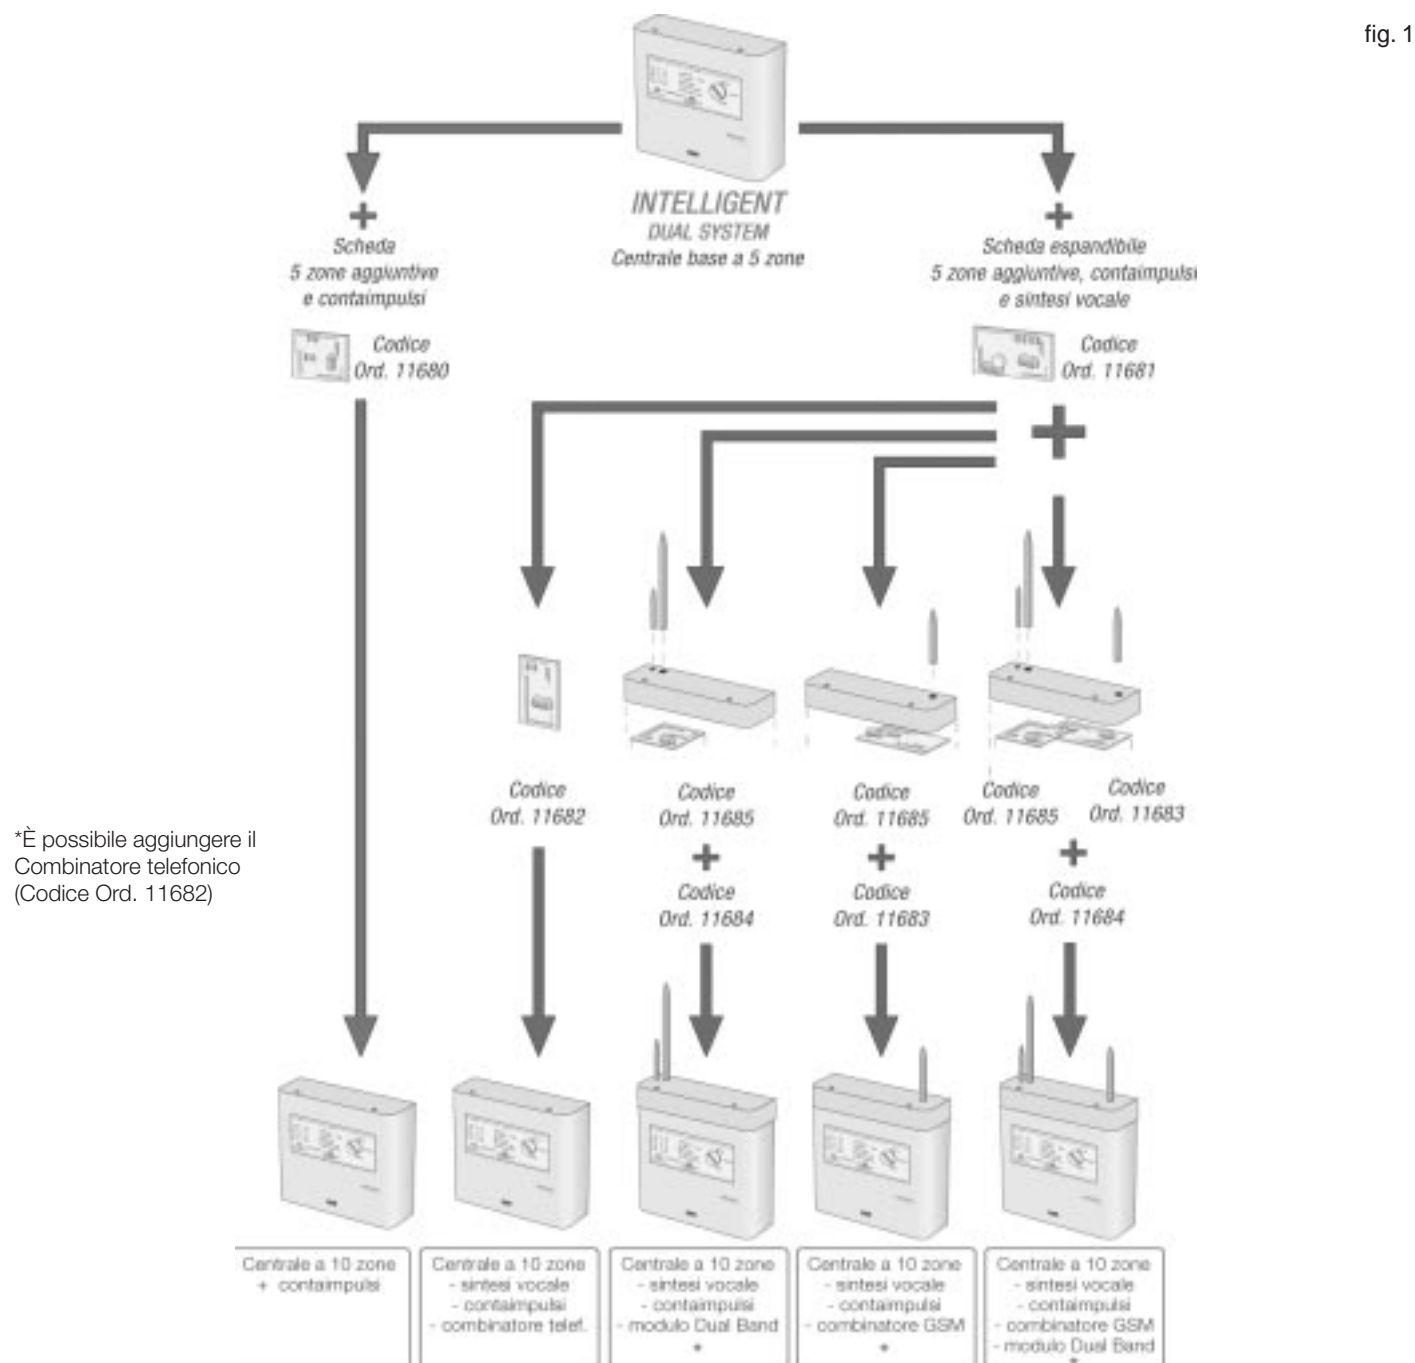 fig. 1
INTELLIGENT
DUAL SYSTEM
Centrale base a 5 zone
+
Scheda
5 zone aggiuntive
e contaimpulsi
Codice
Ord. 11680
+
Scheda espandibile
5 zone aggiuntive, contaimpulsi
e sintesi vocale
Codice
Ord. 11681
+
Codice
Ord. 11682
Codice
Ord. 11685
+
Codice
Ord. 11684
Codice
Ord. 11685
+
Codice
Ord. 11683
Codice
Ord. 11685
Codice
Ord. 11683
+
Codice
Ord. 11684
*È possibile aggiungere il
Combinatore telefonico
(Codice Ord. 11682)
Centrale a 10 zone
+ contaimpulsi
Centrale a 10 zone
- sintesi vocale
- contaimpulsi
- combinatore telef.
Centrale a 10 zone
- sintesi vocale
- contaimpulsi
- modulo Dual Band
*
Centrale a 10 zone
- sintesi vocale
- contaimpulsi
- combinatore GSM
*
Centrale a 10 zone
- sintesi vocale
- contaimpulsi
- combinatore GSM
- modulo Dual Band
*